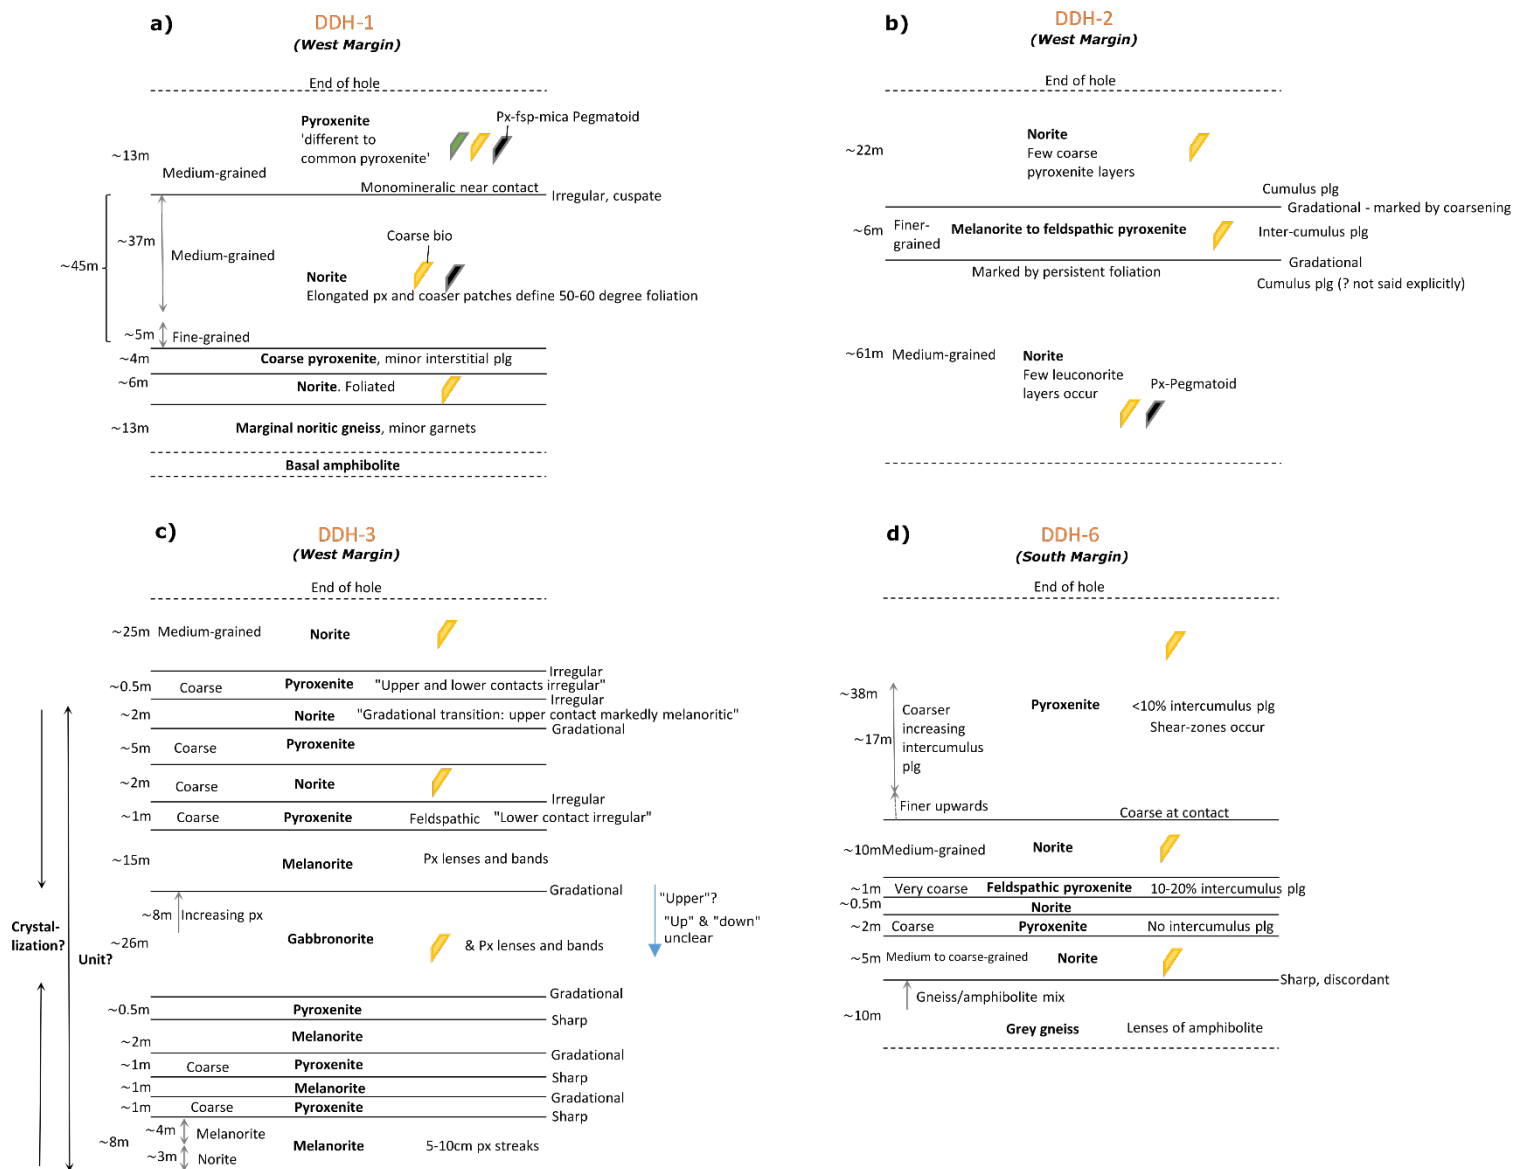 a)
DDH-1
(West Margin)
End of hole
Pyroxenite
'different to
common pyroxenite'
Px-fsp-mica Pegmatoid
~13m
Medium-grained
Monomineralic near contact
Irregular, cuspate
~37m
Medium-grained
~45m
Coarse bio
Norite
Elongated px and coaser patches define 50-60 degree foliation
~5m
Fine-grained
~4m
Coarse pyroxenite, minor interstitial plg
~6m
Norite. Foliated
~13m
Marginal noritic gneiss, minor garnets
Basal amphibolite
b)
DDH-2
(West Margin)
End of hole
~22m
Norite
Few coarse
pyroxenite layers
Cumulus plg
Gradational - marked by coarsening
~6m
Finer-
grained
Melanorite to feldspathic pyroxenite
Inter-cumulus plg
Gradational
Marked by persistent foliation
Cumulus plg (? not said explicitly)
~61m
Medium-grained
Norite
Few leuconorite
layers occur
Px-Pegmatoid
c)
DDH-3
(West Margin)
End of hole
~25m
Medium-grained
Norite
Irregular
~0.5m
Coarse
Pyroxenite
"Upper and lower contacts irregular"
Irregular
~2m
Norite
"Gradational transition: upper contact markedly melanoritic"
Gradational
~5m
Coarse
Pyroxenite
~2m
Coarse
Norite
Irregular
~1m
Coarse
Pyroxenite
Feldspathic
"Lower contact irregular"
~15m
Melanorite
Px lenses and bands
Gradational
~8m
Increasing px
"Upper"?
"Up" & "down"
unclear
Crystal-
lization?
Unit?
~26m
Gabbronorite
& Px lenses and bands
Gradational
~0.5m
Pyroxenite
Sharp
~2m
Melanorite
Gradational
~1m
Coarse
Pyroxenite
Sharp
~1m
Melanorite
Gradational
~1m
Coarse
Pyroxenite
Sharp
~4m
Melanorite
~8m
Melanorite
5-10cm px streaks
~3m
Norite
d)
DDH-6
(South Margin)
End of hole
~38m
Pyroxenite
<10% intercumulus plg
Shear-zones occur
~17m
Coarser
increasing
intercumulus
plg
Finer upwards
Coarse at contact
~10m
Medium-grained
Norite
~1m
Very coarse
Feldspathic pyroxenite
10-20% intercumulus plg
~0.5m
Norite
~2m
Coarse
Pyroxenite
No intercumulus plg
~5m
Medium to coarse-grained
Norite
Sharp, discordant
Gneiss/amphibolite mix
~10m
Grey gneiss
Lenses of amphibolite